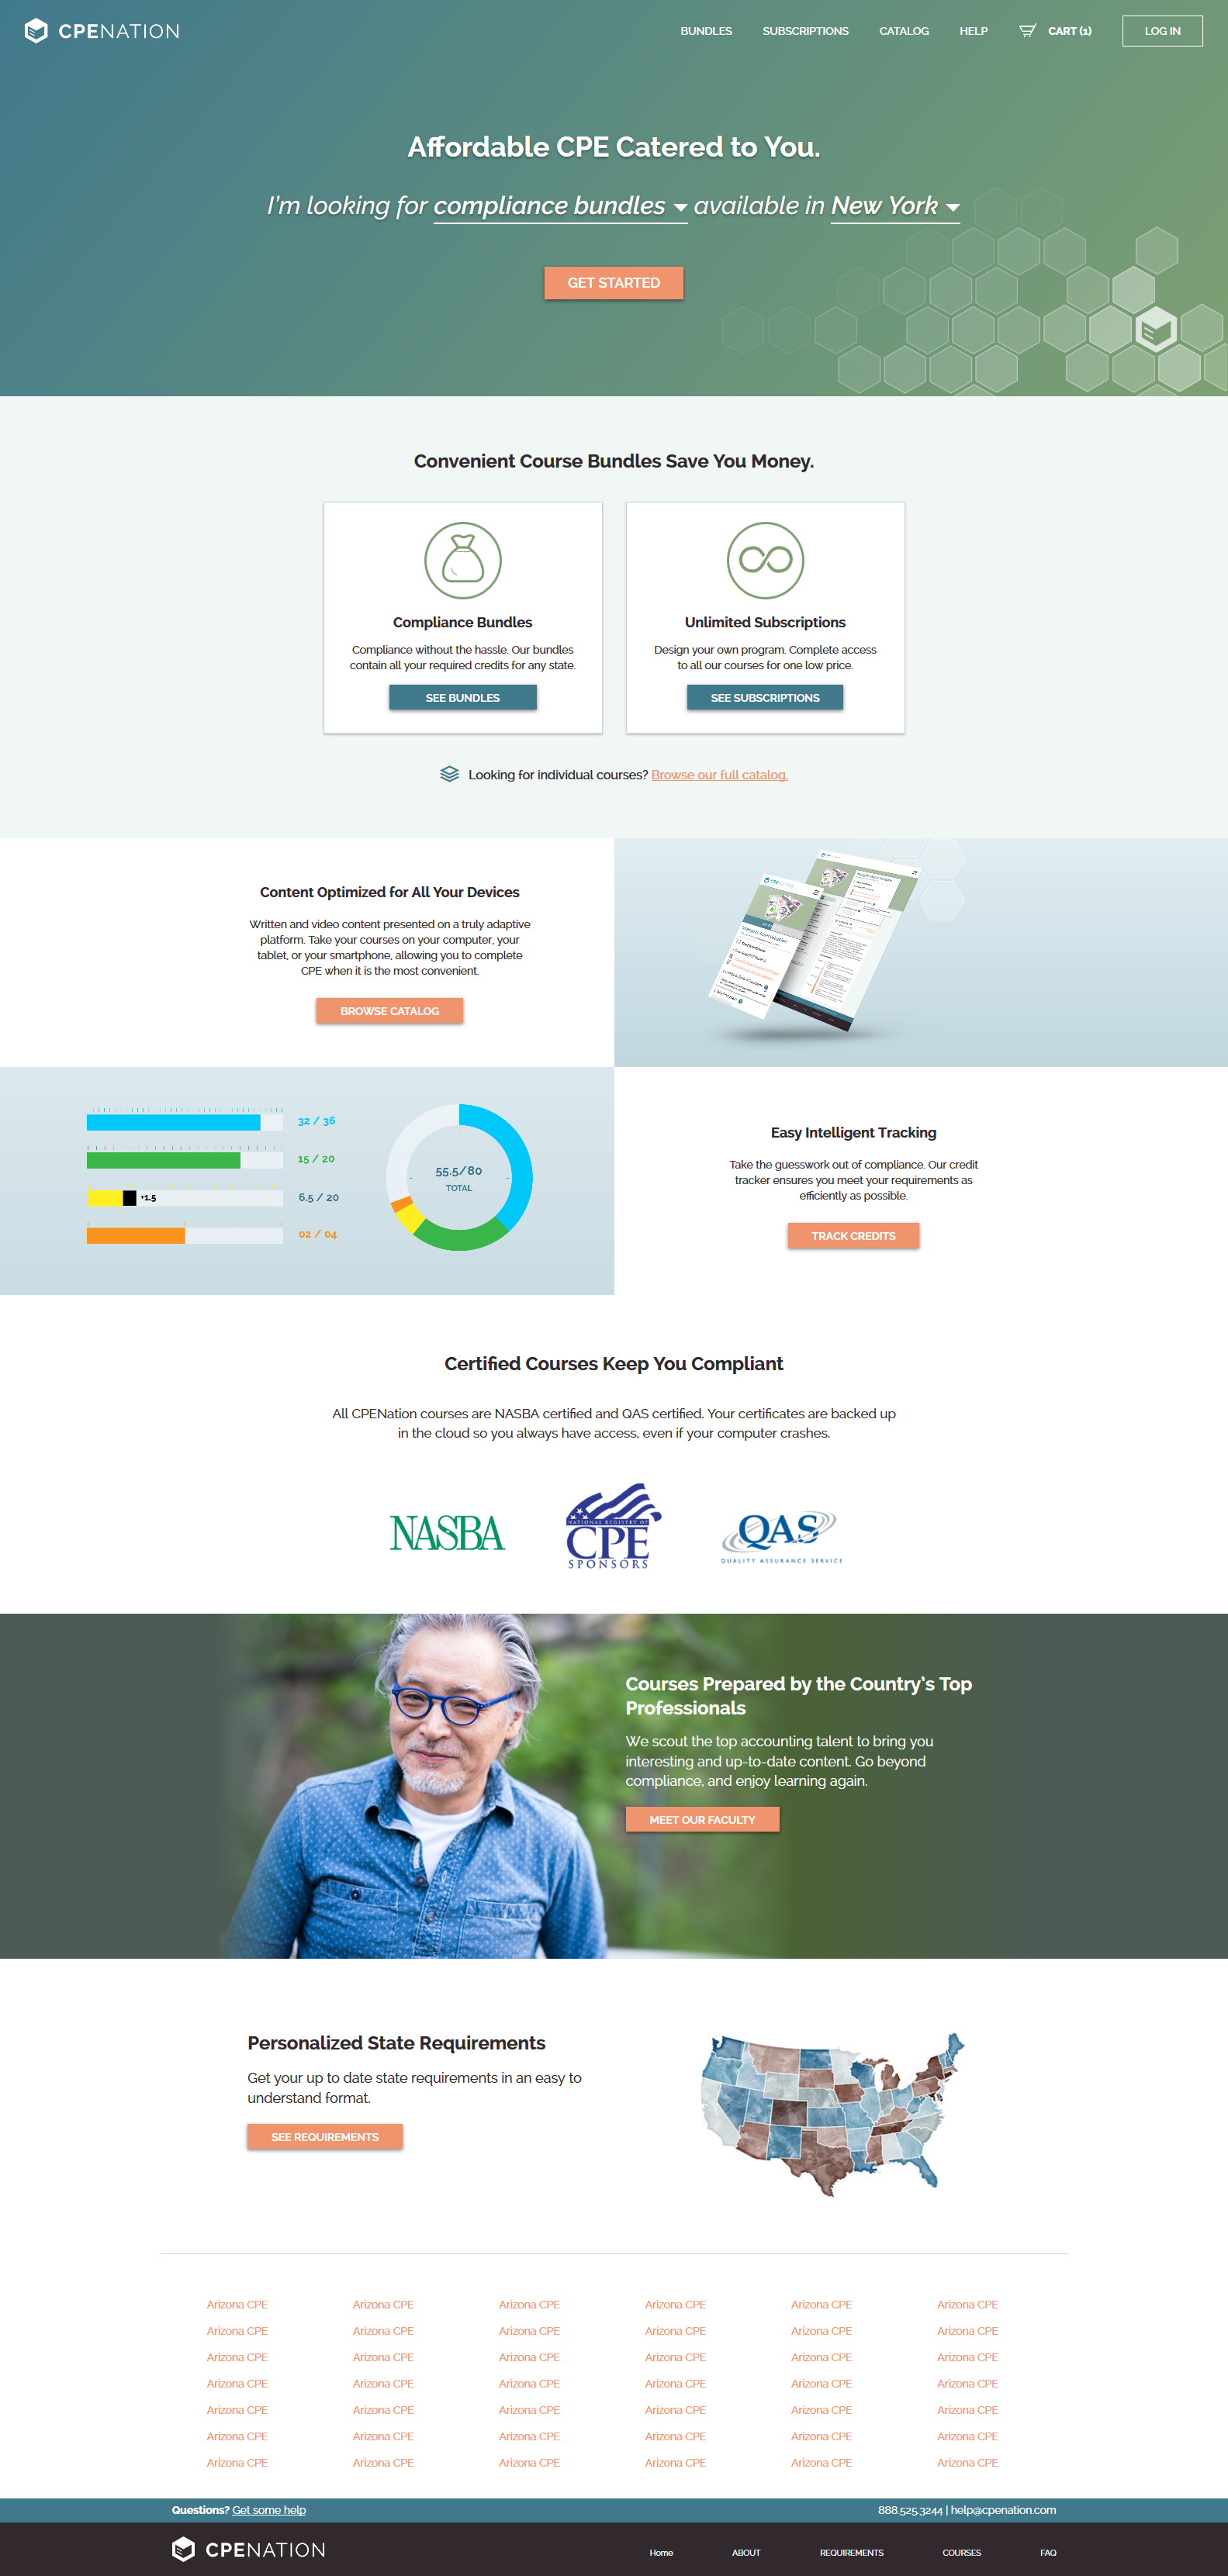 CPENATION
BUNDLES SUBSCRIPTIONS CATALOG HELP CART (1) LOG IN
Affordable CPE Catered to You.
I'm looking for compliance bundles available in New York
GET STARTED
Convenient Course Bundles Save You Money.
Compliance Bundles
Compliance without the hassle. Our bundles
contain all your required credits for any state.
SEE BUNDLES
Unlimited Subscriptions
Design your own program. Complete access
to all our courses for one low price.
SEE SUBSCRIPTIONS
Looking for individual courses? Browse our full catalog.
Content Optimized for All Your Devices
Written and video content presented on a truly adaptive
platform. Take your courses on your computer, your
tablet, or your smartphone, allowing you to complete
CPE when it is the most convenient.
BROWSE CATALOG
32 / 36
15 / 20
+1.5
6.5 / 20
02 / 04
55.5/80
TOTAL
Easy Intelligent Tracking
Take the guesswork out of compliance. Our credit
tracker ensures you meet your requirements as
efficiently as possible.
TRACK CREDITS
Certified Courses Keep You Compliant
All CPENation courses are NASBA certified and QAS certified. Your certificates are backed up
in the cloud so you always have access, even if your computer crashes.
NASBA
NATIONAL REGISTRY OF
CPE
SPONSORS
QAS
QUALITY ASSURANCE SERVICE
Courses Prepared by the Country's Top
Professionals
We scout the top accounting talent to bring you
interesting and up-to-date content. Go beyond
compliance, and enjoy learning again.
MEET OUR FACULTY
Personalized State Requirements
Get your up to date state requirements in an easy to
understand format.
SEE REQUIREMENTS
Arizona CPE Arizona CPE Arizona CPE Arizona CPE Arizona CPE Arizona CPE
Arizona CPE Arizona CPE Arizona CPE Arizona CPE Arizona CPE Arizona CPE
Arizona CPE Arizona CPE Arizona CPE Arizona CPE Arizona CPE Arizona CPE
Arizona CPE Arizona CPE Arizona CPE Arizona CPE Arizona CPE Arizona CPE
Arizona CPE Arizona CPE Arizona CPE Arizona CPE Arizona CPE Arizona CPE
Arizona CPE Arizona CPE Arizona CPE Arizona CPE Arizona CPE Arizona CPE
Arizona CPE Arizona CPE Arizona CPE Arizona CPE Arizona CPE Arizona CPE
Questions? Get some help
888.525.3244 | help@cpenation.com
CPENATION
Home ABOUT REQUIREMENTS COURSES FAQ